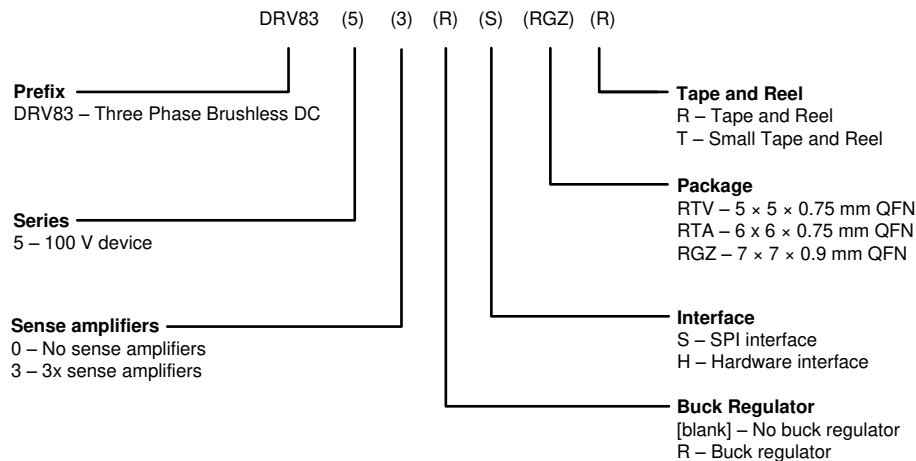 DRV83 (5) (3) (R) (S) (RGZ) (R)
Prefix
DRV83 – Three Phase Brushless DC
Series
5 – 100 V device
Sense amplifiers
0 – No sense amplifiers
3 – 3x sense amplifiers
Tape and Reel
R – Tape and Reel
T – Small Tape and Reel
Package
RTV – 5 × 5 × 0.75 mm QFN
RTA – 6 x 6 × 0.75 mm QFN
RGZ – 7 × 7 × 0.9 mm QFN
Interface
S – SPI interface
H – Hardware interface
Buck Regulator
[blank] – No buck regulator
R – Buck regulator